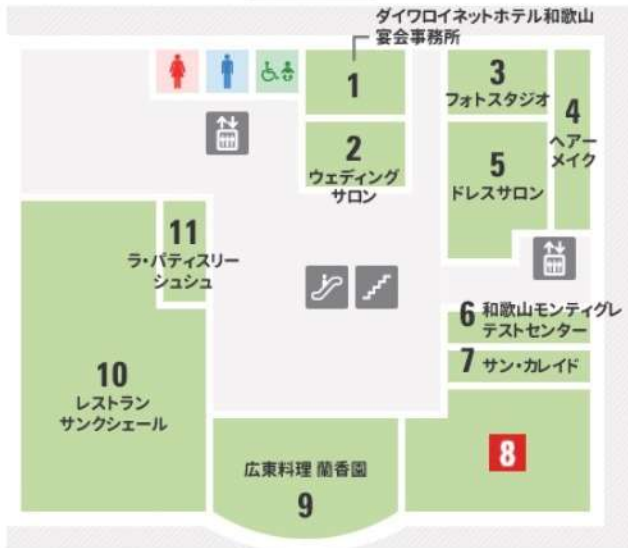 ダイワロイネットホテル和歌山
宴会事務所
1
2
ウェディング
サロン
3
フォトスタジオ
4
ヘアー
メイク
5
ドレスサロン
11
ラ・パティスリー
シュシュ
6 和歌山モンティグレ
テストセンター
7 サン・カレイド
10
レストラン
サンクシェール
8
広東料理 蘭香園
9